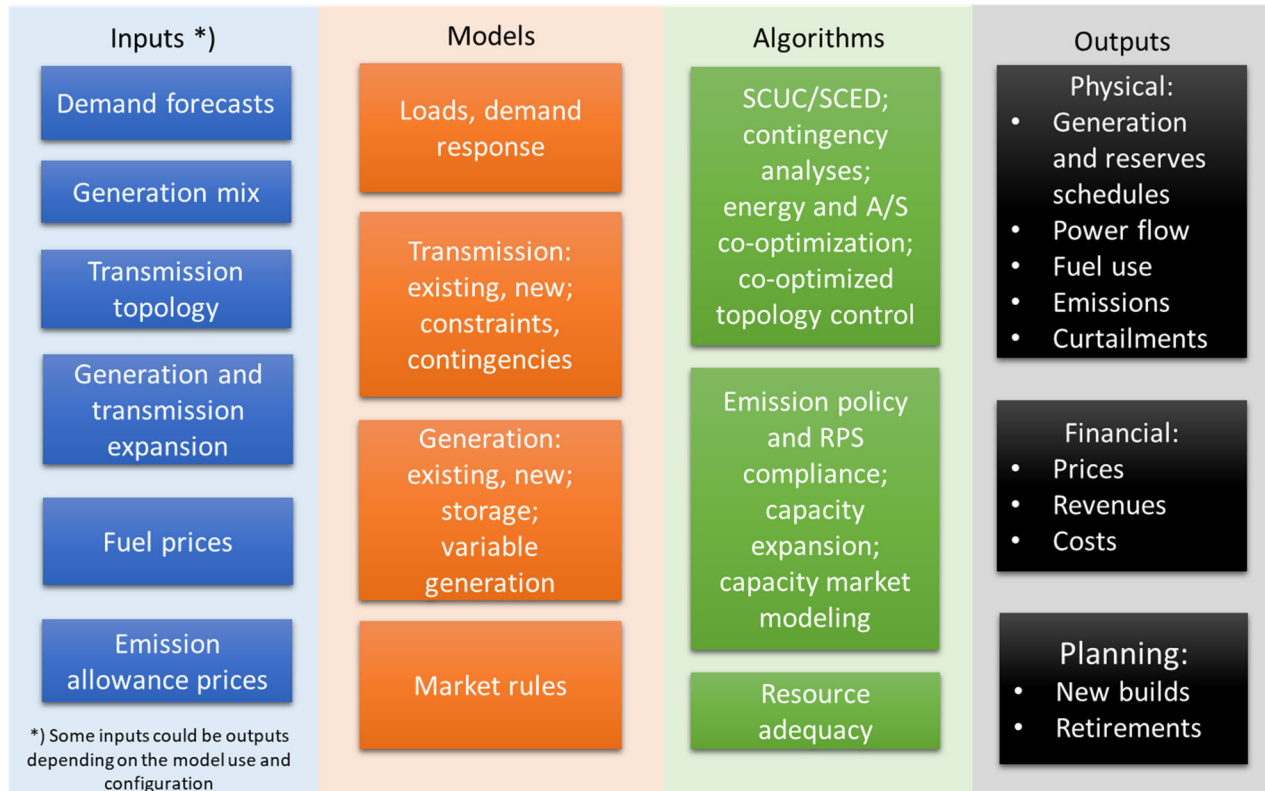 Inputs *)
Demand forecasts
Generation mix
Transmission
topology
Generation and
transmission
expansion
Fuel prices
Emission
allowance prices
*) Some inputs could be outputs
depending on the model use and
configuration
Models
Loads, demand
response
Transmission:
existing, new;
constraints,
contingencies
Generation:
existing, new;
storage;
variable
generation
Market rules
Algorithms
SCUC/SCED;
contingency
analyses;
energy and A/S
co-optimization;
co-optimized
topology control
Emission policy
and RPS
compliance;
capacity
expansion;
capacity market
modeling
Resource
adequacy
Outputs
Physical:
• Generation
and reserves
schedules
• Power flow
• Fuel use
• Emissions
• Curtailments
Financial:
• Prices
• Revenues
• Costs
Planning:
• New builds
• Retirements